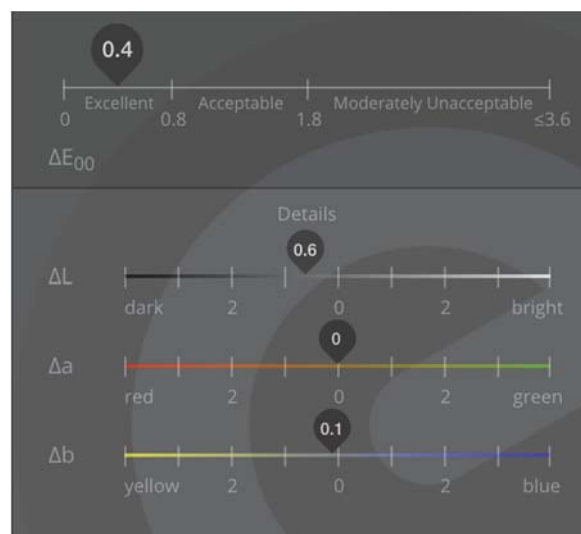 0.4
Excellent Acceptable Moderately Unacceptable
0 0.8 1.8 ≤3.6
ΔE00
Details
0.6
ΔL
dark 2 0 2 bright
0
Δa
red 2 0 2 green
0.1
Δb
yellow 2 0 2 blue